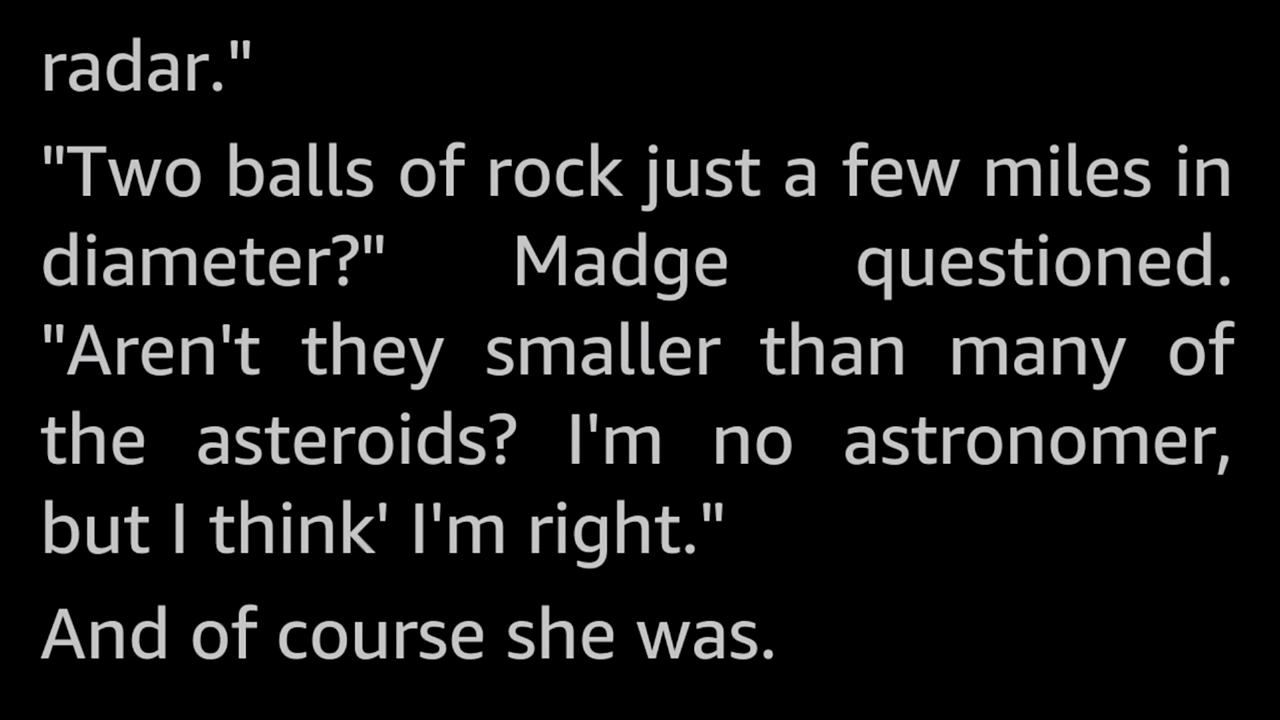 radar."
"Two balls of rock just a few miles in
diameter?" Madge questioned.
"Aren't they smaller than many of
the asteroids? I'm no astronomer,
but I think' I'm right."
And of course she was.